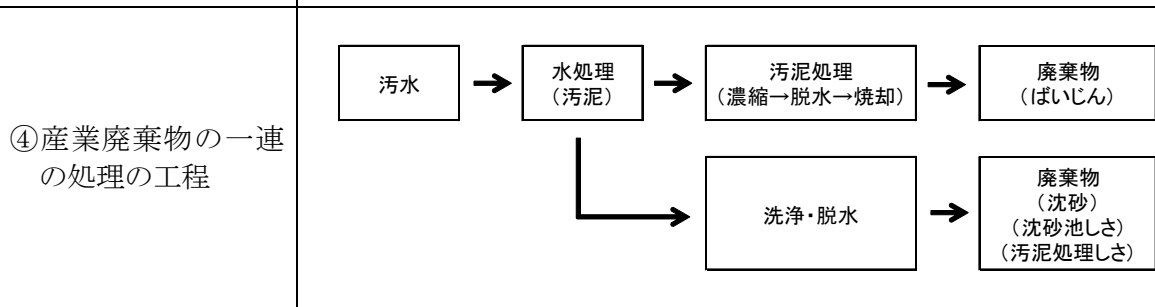 ④産業廃棄物の一連
の処理の工程
汚水
水処理
（汚泥）
汚泥処理
（濃縮→脱水→焼却）
廃棄物
（ばいじん）
洗浄・脱水
廃棄物
（沈砂）
（沈砂池しさ）
（汚泥処理しさ）